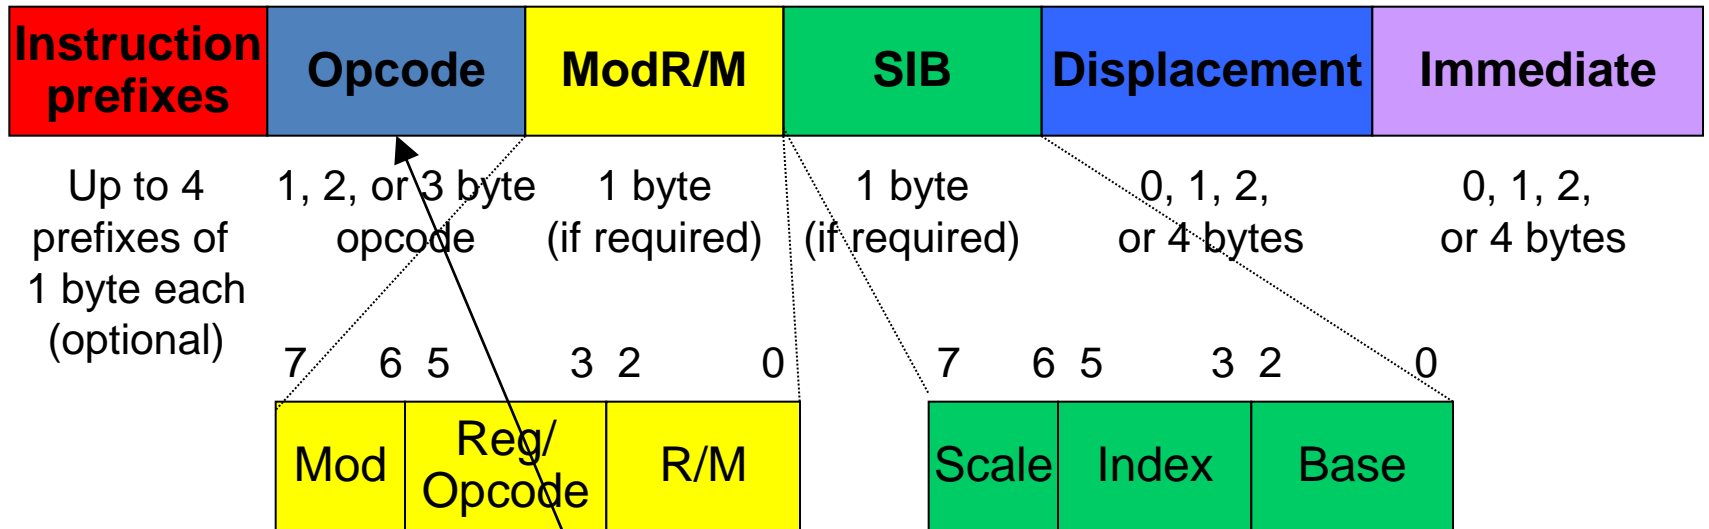 Instruction
prefixes
Opcode
ModR/M
SIB
Displacement
Immediate
Up to 4
prefixes of
1 byte each
(optional)
1, 2, or 3 byte
opcode
1 byte
(if required)
1 byte
(if required)
0, 1, 2,
or 4 bytes
0, 1, 2,
or 4 bytes
7 6 5 3 2 0
Mod
Reg/
Opcode
R/M
7 6 5 3 2 0
Scale
Index
Base